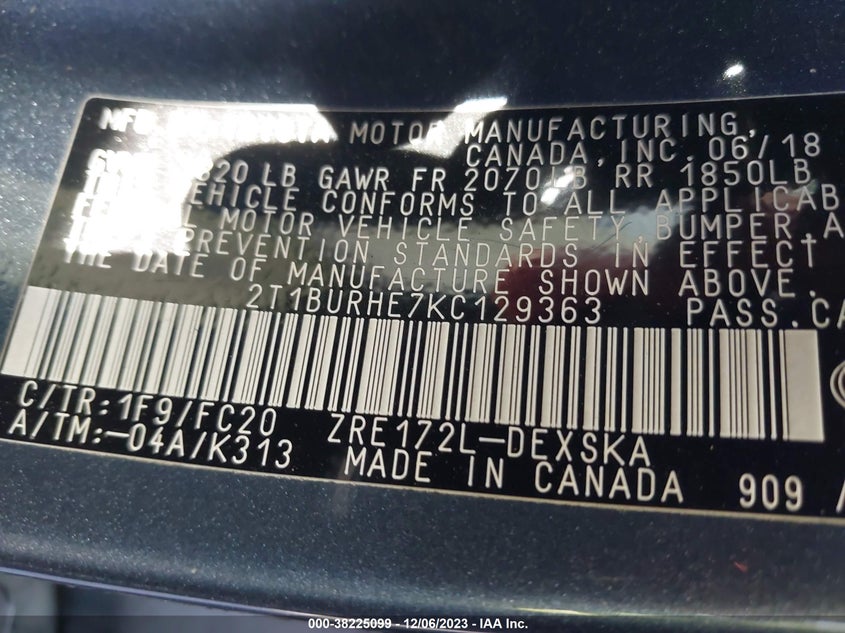 MOTOR MANUFACTURING,
CANADA, INC. 06/18
LB GAWR FR 2070LB RR 1850LB
VEHICLE CONFORMS TO ALL APPLICAB
MOTOR VEHICLE SAFETY, BUMPER, A
PREVENTION STANDARDS IN EFFECT
THE DATE OF MANUFACTURE SHOWN ABOVE.
2T1BURHE7KC129363 PASS.CA
C/TR:1F9/FC20 ZRE172L-DEXSKA
A/TM:-04A/K313 MADE IN CANADA 909
000-38225099 - 12/06/2023 - IAA Inc.